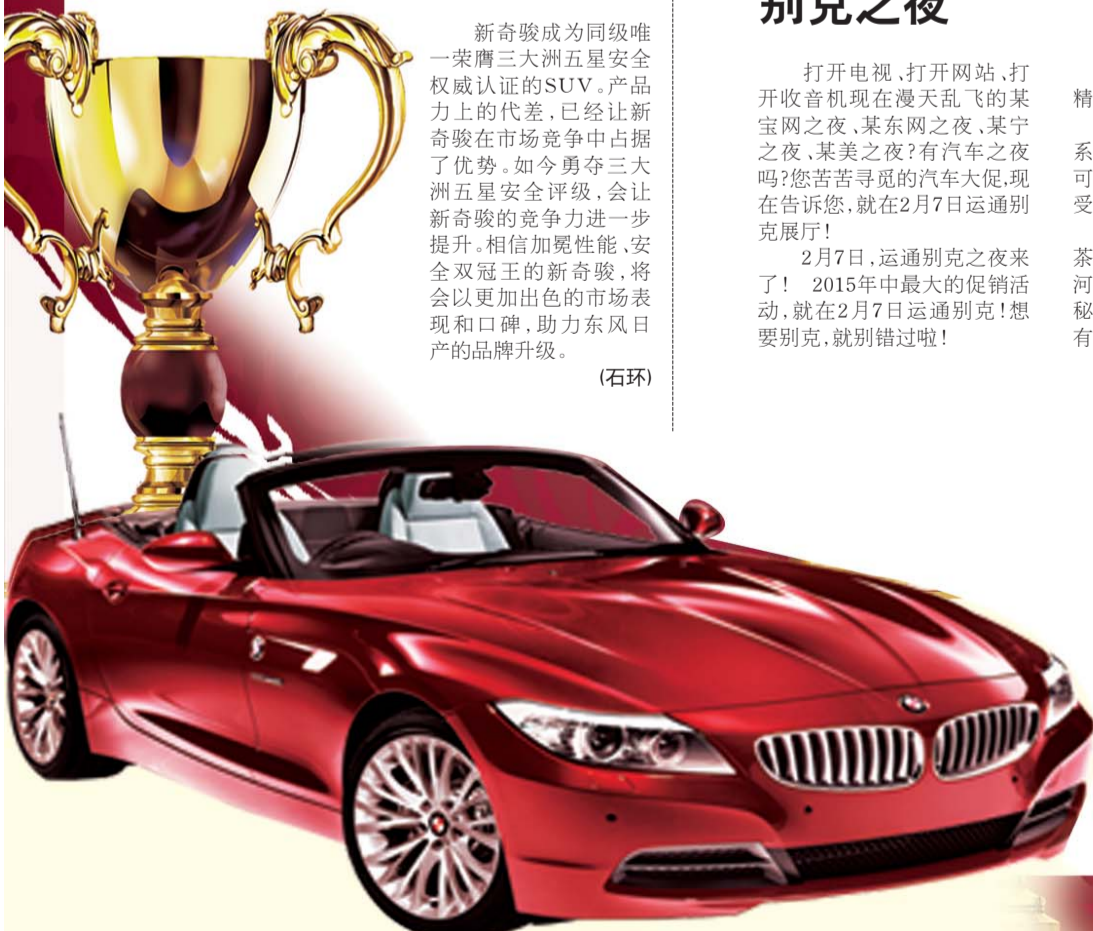 新奇骏成为同级唯
一荣膺三大洲五星安全
权威认证的SUV。产品
力上的代差,已经让新
奇骏在市场竞争中占据
了优势。如今勇夺三大
洲五星安全评级,会让
新奇骏的竞争力进一步
提升。相信加冕性能、安
全双冠王的新奇骏,将
会以更加出色的市场表
现和口碑,助力东风日
产的品牌升级。
(石环)
别克之夜
打开电视、打开网站、打
开收音机现在漫天乱飞的某
宝网之夜、某东网之夜、某宁
之夜、某美之夜?有汽车之夜
吗?您苦苦寻觅的汽车大促,现
在告诉您,就在2月7日运通别
克展厅!
2月7日,运通别克之夜来
了! 2015年中最大的促销活
动,就在2月7日运通别克!想
要别克,就别错过啦!
精
系
可
受
茶
河
秘
有